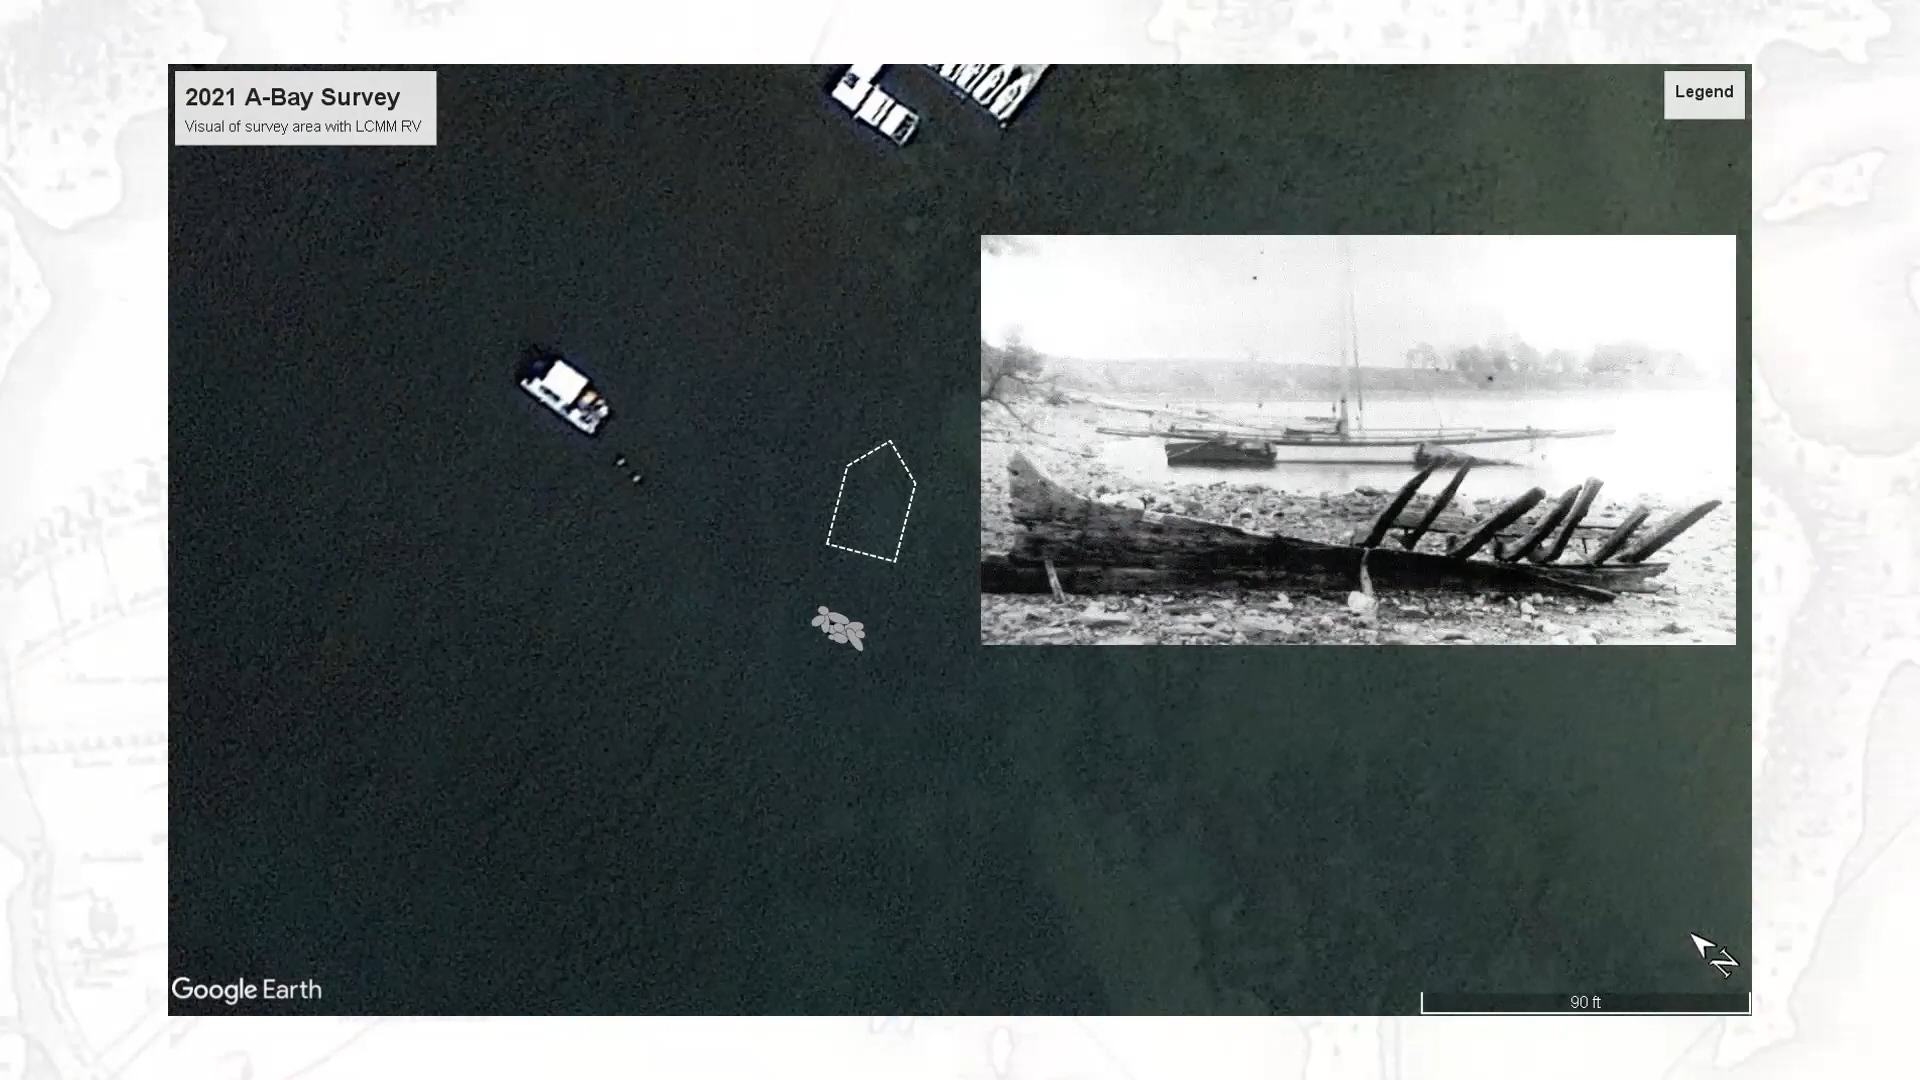 2021 A-Bay Survey
Visual of survey area with LCMM RV
Legend
N
Google Earth
90 ft